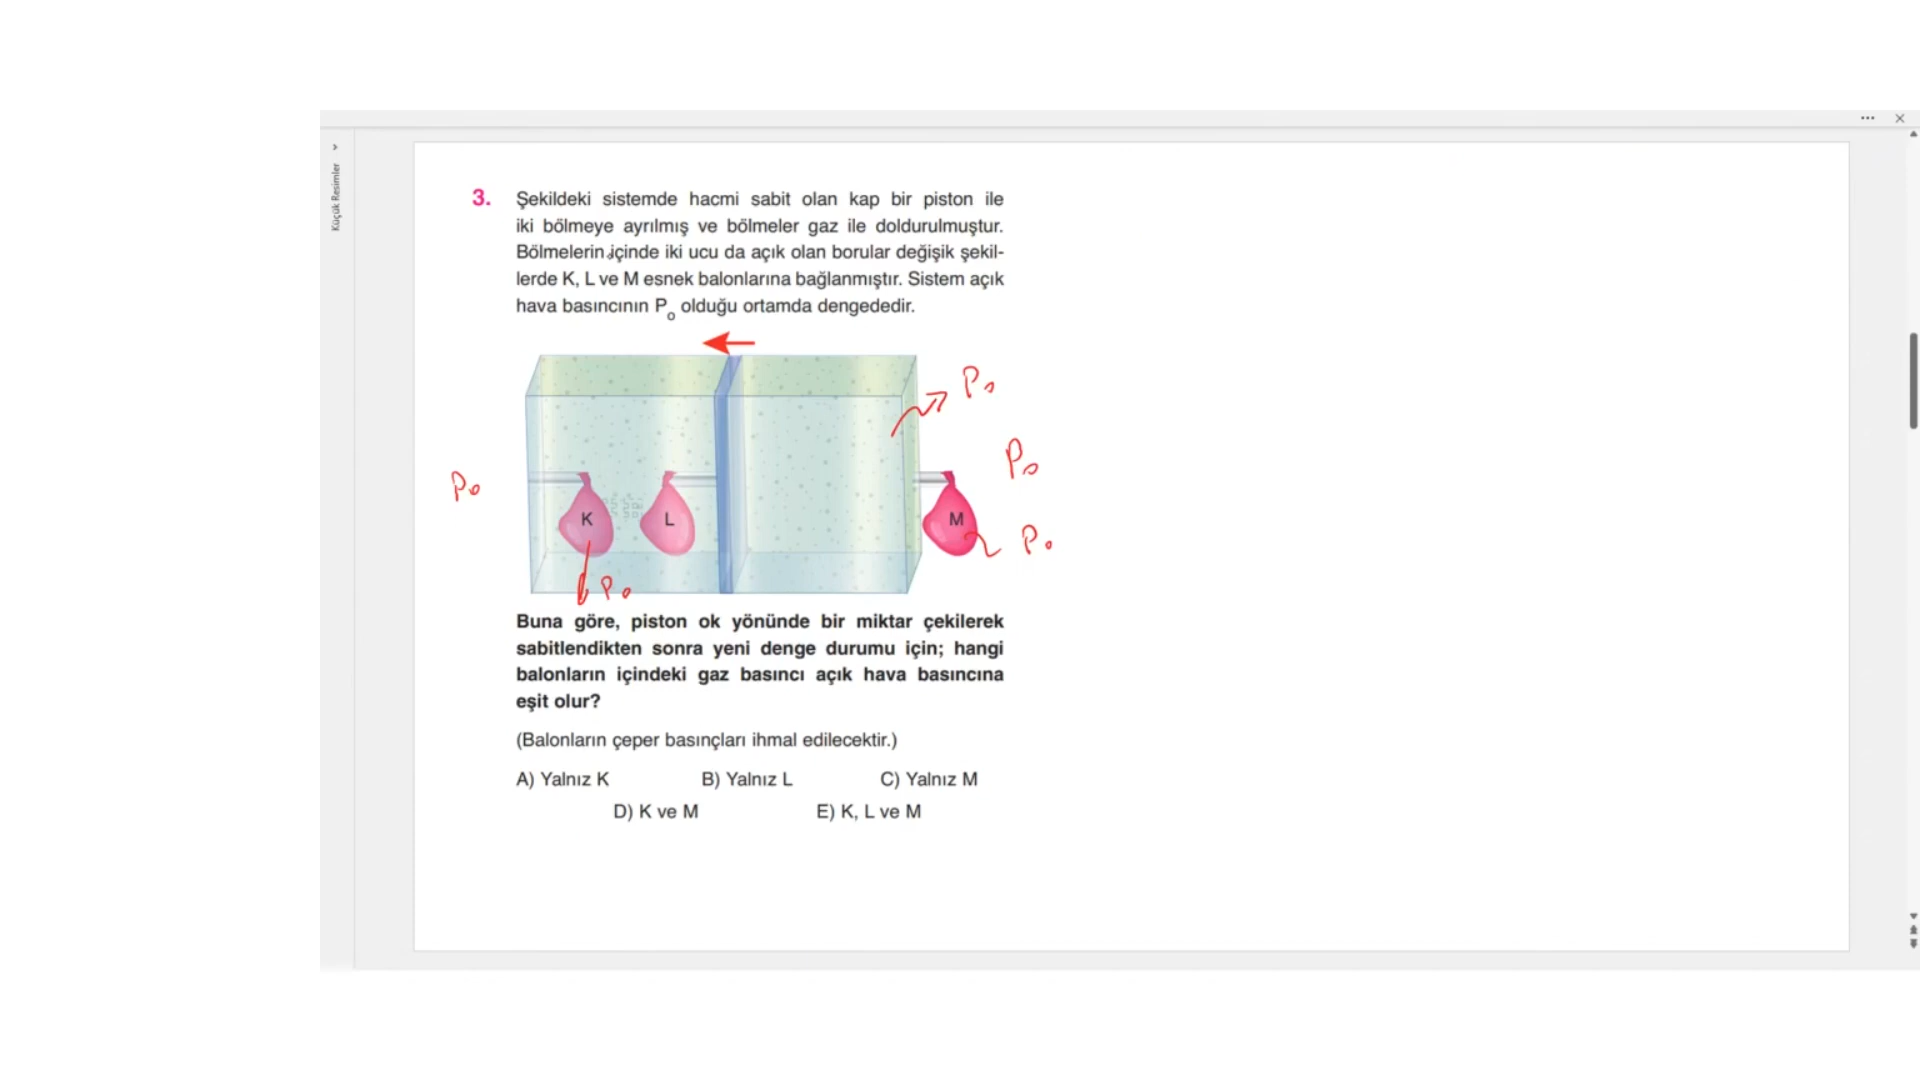 Küçük Resimler
3. Şekildeki sistemde hacmi sabit olan kap bir piston ile
iki bölmeye ayrılmış ve bölmeler gaz ile doldurulmuştur.
Bölmelerin içinde iki ucu da açık olan borular değişik şekil-
lerde K, L ve M esnek balonlarına bağlanmıştır. Sistem açık
hava basıncının Po olduğu ortamda dengededir.
Po
Po
Po
K
L
M
Po
Po
Buna göre, piston ok yönünde bir miktar çekilerek
sabitlendikten sonra yeni denge durumu için; hangi
balonların içindeki gaz basıncı açık hava basıncına
eşit olur?
(Balonların çeper basınçları ihmal edilecektir.)
A) Yalnız K B) Yalnız L C) Yalnız M
D) K ve M E) K, L ve M